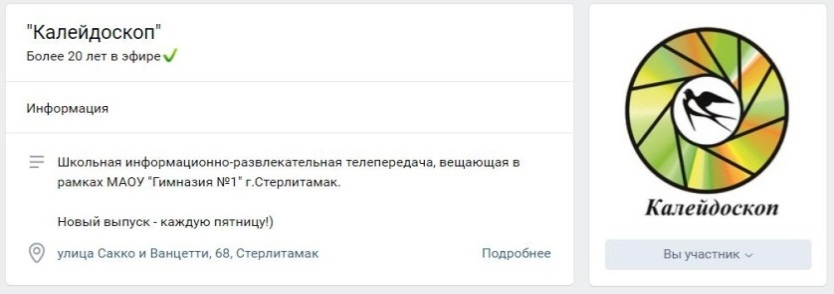 "Калейдоскоп"
Более 20 лет в эфире
Информация
Школьная информационно-развлекательная телепередача, вещающая в
рамках МАОУ "Гимназия №1" г.Стерлитамак.
Новый выпуск - каждую пятницу!)
улица Сакко и Ванцетти, 68, Стерлитамак
Подробнее
Калейдоскоп
Вы участник